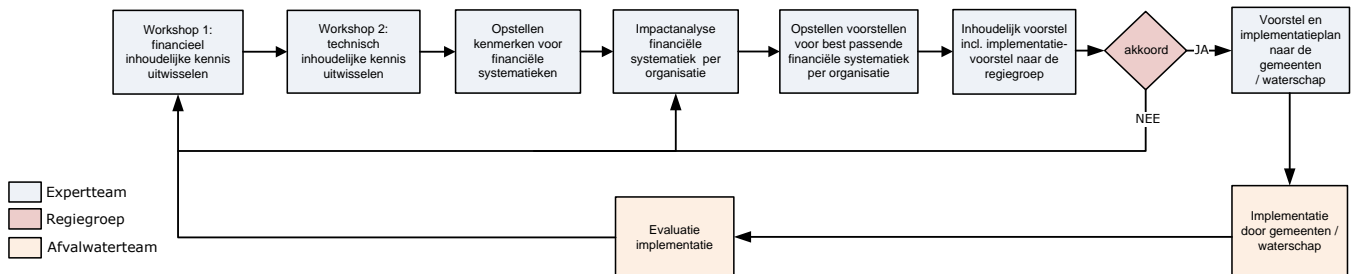 Workshop 1:
financieel
inhoudelijke kennis
uitwisselen
Workshop 2:
technisch
inhoudelijke kennis
uitwisselen
Opstellen
kenmerken voor
financiële
systematieken
Impactanalyse
financiële
systematiek per
organisatie
Opstellen voorstellen
voor best passende
financiële systematiek
per organisatie
Inhoudelijk voorstel
incl. implementatie-
voorstel naar de
regiegroep
akkoord
JA
Voorstel en
implementatieplan
naar de
gemeenten
/ waterschap
NEE
Expertteam
Regiegroep
Afvalwaterteam
Evaluatie
implementatie
Implementatie
door gemeenten /
waterschap